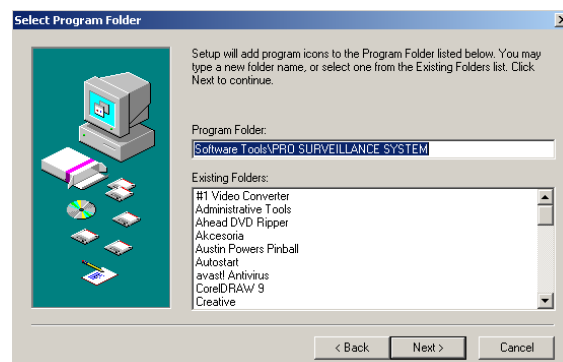 Select Program Folder
Setup will add program icons to the Program Folder listed below. You may
type a new folder name, or select one from the Existing Folders list. Click
Next to continue.
Program Folder:
Software Tools\PRO SURVEILLANCE SYSTEM
Existing Folders:
#1 Video Converter
Administrative Tools
Ahead DVD Ripper
Akcesoria
Austin Powers Pinball
Autostart
avast! Antivirus
CorelDRAW 9
Creative
< Back
Next >
Cancel